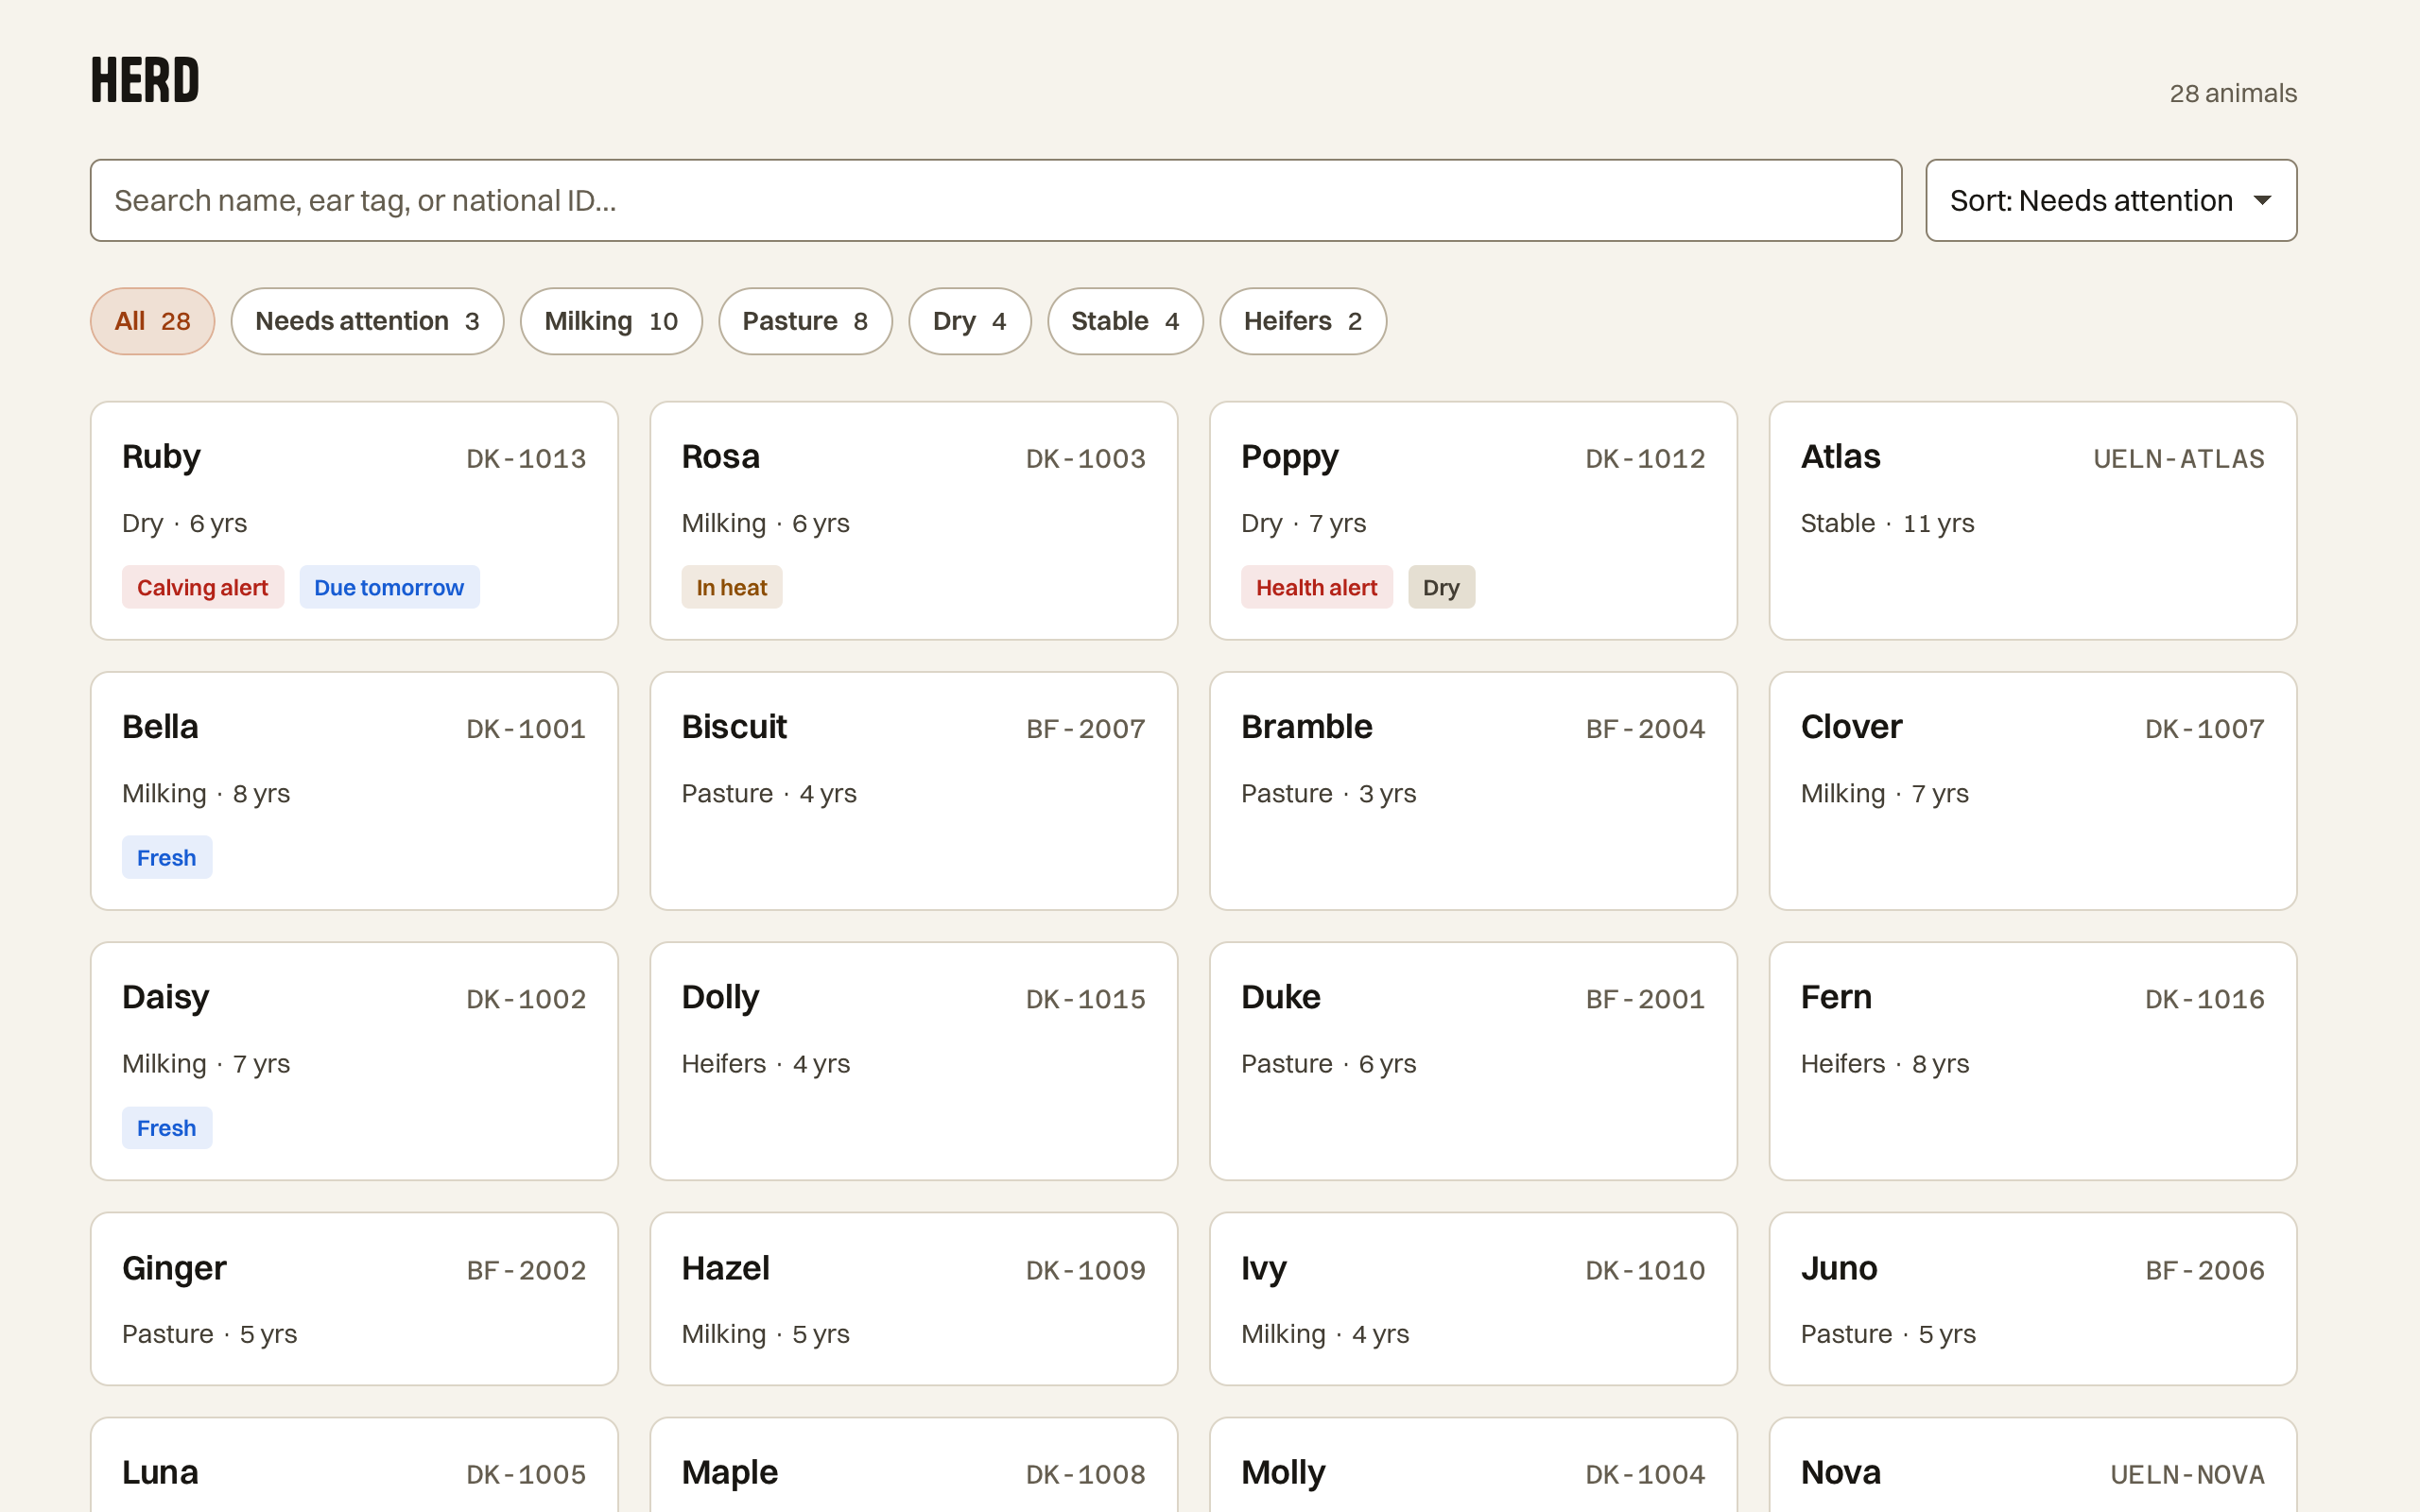 HERD
28 animals
Search name, ear tag, or national ID...
Sort: Needs attention
All 28
Needs attention 3
Milking 10
Pasture 8
Dry 4
Stable 4
Heifers 2
Ruby DK-1013
Dry · 6 yrs
Calving alert Due tomorrow
Rosa DK-1003
Milking · 6 yrs
In heat
Poppy DK-1012
Dry · 7 yrs
Health alert Dry
Atlas UELN-ATLAS
Stable · 11 yrs
Bella DK-1001
Milking · 8 yrs
Fresh
Biscuit BF-2007
Pasture · 4 yrs
Bramble BF-2004
Pasture · 3 yrs
Clover DK-1007
Milking · 7 yrs
Daisy DK-1002
Milking · 7 yrs
Fresh
Dolly DK-1015
Heifers · 4 yrs
Duke BF-2001
Pasture · 6 yrs
Fern DK-1016
Heifers · 8 yrs
Ginger BF-2002
Pasture · 5 yrs
Hazel DK-1009
Milking · 5 yrs
Ivy DK-1010
Milking · 4 yrs
Juno BF-2006
Pasture · 5 yrs
Luna DK-1005
Maple DK-1008
Molly DK-1004
Nova UELN-NOVA